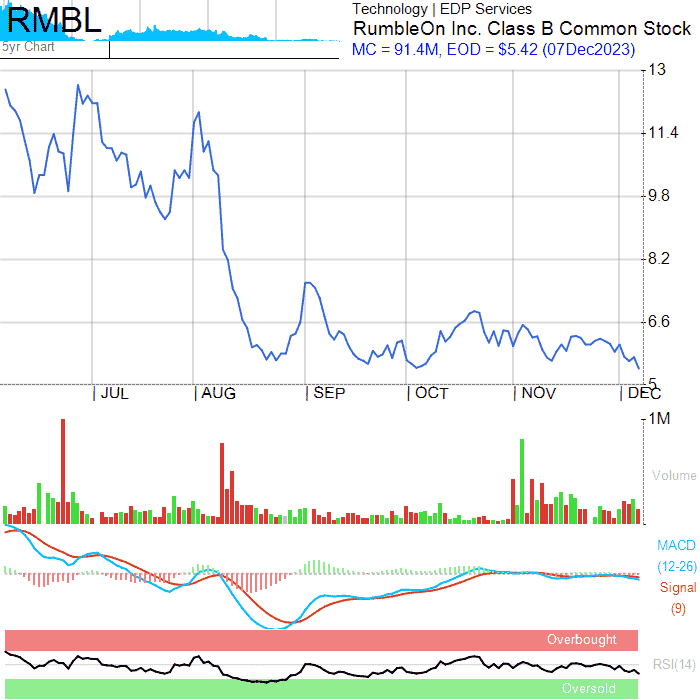 RMBL
5yr Chart
Technology | EDP Services
RumbleOn Inc. Class B Common Stock
MC = 91.4M, EOD = $5.42 (07Dec2023)
13
11.4
9.8
8.2
6.6
5
JUL AUG SEP OCT NOV DEC
1M
Volume
MACD
(12-26)
Signal
(9)
Overbought
RSI(14)
Oversold